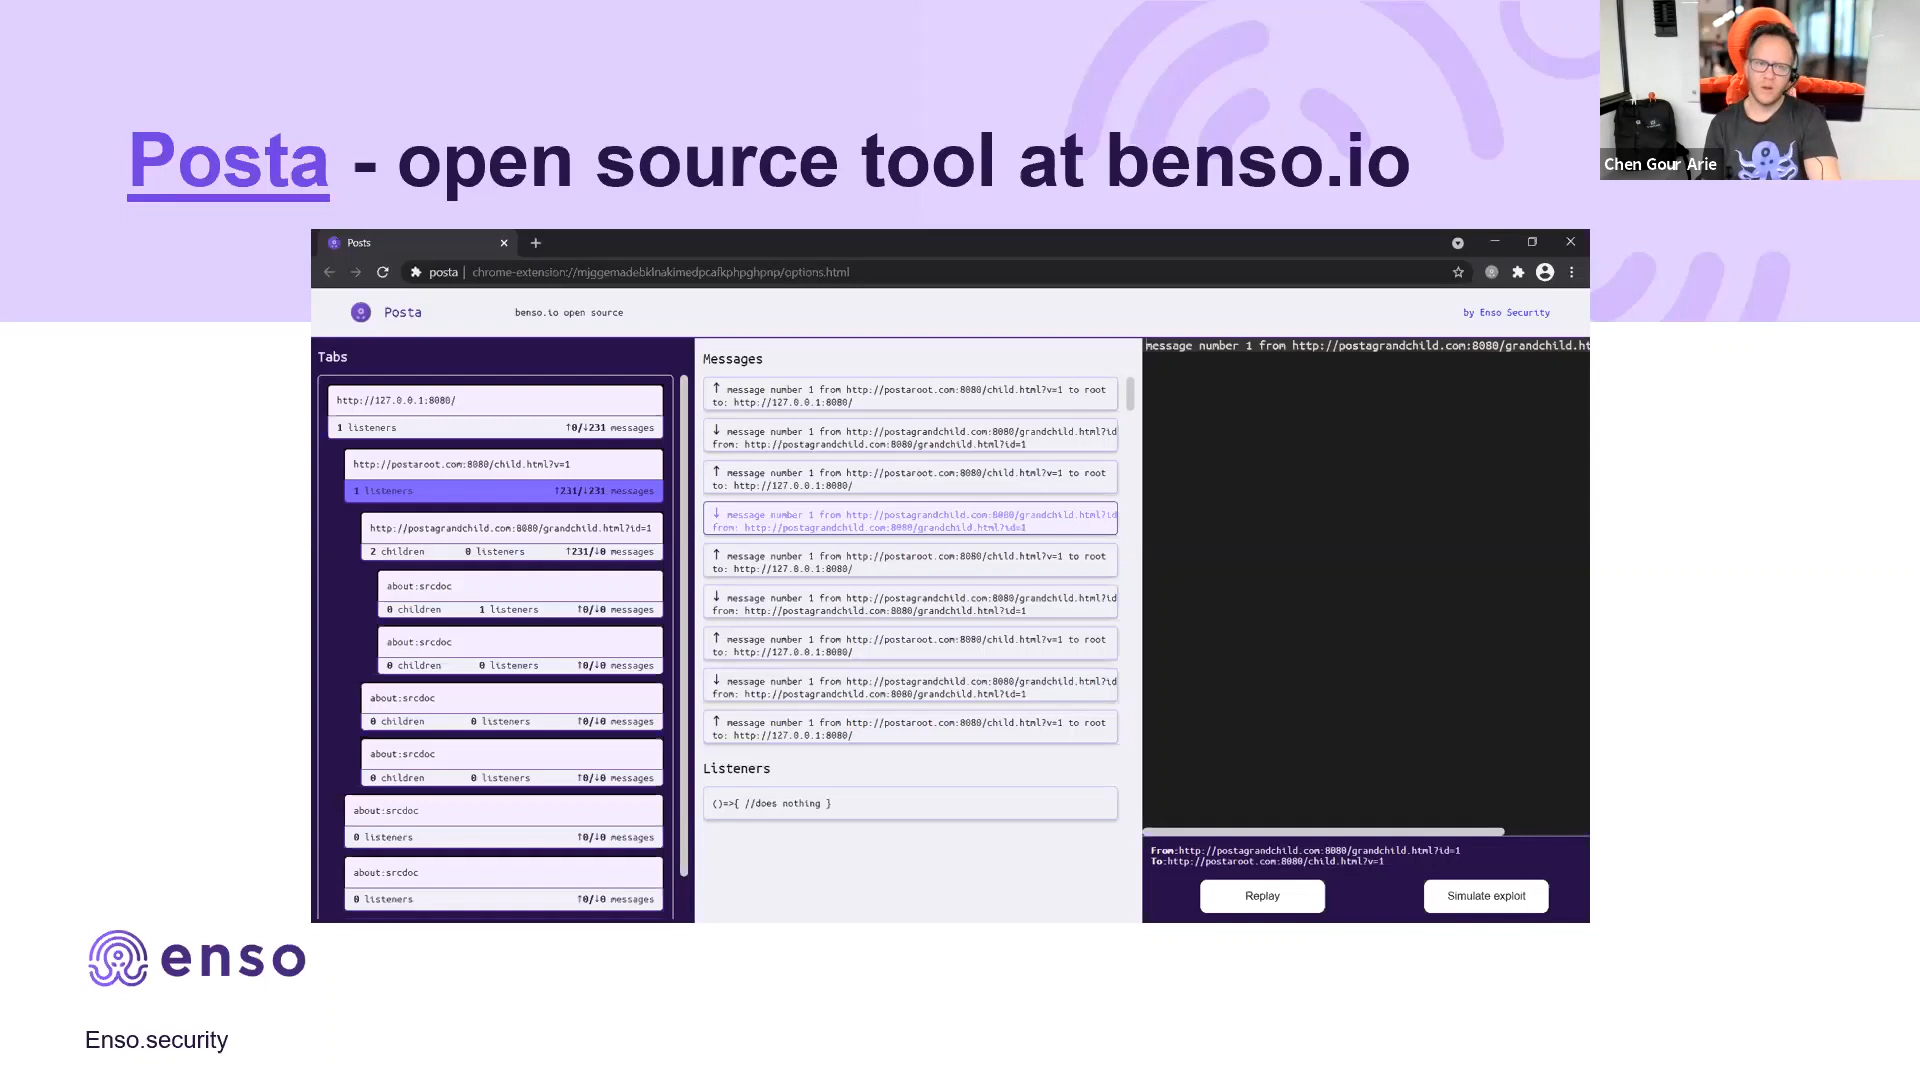 Posta - open source tool at benso.io
Chen Gour Arie
Posts
posta | chrome-extension://mjggemadebklnakimedpcafkphpghpnp/options.html
Posta
benso.io open source
by Enso Security
Tabs
http://127.0.0.1:8080/
1 listeners ↑0/↓231 messages
http://postaroot.com:8080/child.html?v=1
1 listeners ↑231/↓231 messages
http://postagrandchild.com:8080/grandchild.html?id=1
2 children 0 listeners ↑231/↓0 messages
about:srcdoc
0 children 1 listeners ↑0/↓0 messages
about:srcdoc
0 children 0 listeners ↑0/↓0 messages
about:srcdoc
0 children 0 listeners ↑0/↓0 messages
about:srcdoc
0 children 0 listeners ↑0/↓0 messages
about:srcdoc
0 listeners ↑0/↓0 messages
about:srcdoc
0 listeners ↑0/↓0 messages
Messages
↑ message number 1 from http://postaroot.com:8080/child.html?v=1 to root
to: http://127.0.0.1:8080/
↓ message number 1 from http://postagrandchild.com:8080/grandchild.html?id
from: http://postagrandchild.com:8080/grandchild.html?id=1
↑ message number 1 from http://postaroot.com:8080/child.html?v=1 to root
to: http://127.0.0.1:8080/
↓ message number 1 from http://postagrandchild.com:8080/grandchild.html?id
from: http://postagrandchild.com:8080/grandchild.html?id=1
↑ message number 1 from http://postaroot.com:8080/child.html?v=1 to root
to: http://127.0.0.1:8080/
↓ message number 1 from http://postagrandchild.com:8080/grandchild.html?id
from: http://postagrandchild.com:8080/grandchild.html?id=1
↑ message number 1 from http://postaroot.com:8080/child.html?v=1 to root
to: http://127.0.0.1:8080/
↓ message number 1 from http://postagrandchild.com:8080/grandchild.html?id
from: http://postagrandchild.com:8080/grandchild.html?id=1
↑ message number 1 from http://postaroot.com:8080/child.html?v=1 to root
to: http://127.0.0.1:8080/
Listeners
()=>{ //does nothing }
message number 1 from http://postagrandchild.com:8080/grandchild.ht
From:http://postagrandchild.com:8080/grandchild.html?id=1
To:http://postaroot.com:8080/child.html?v=1
Replay
Simulate exploit
enso
Enso.security